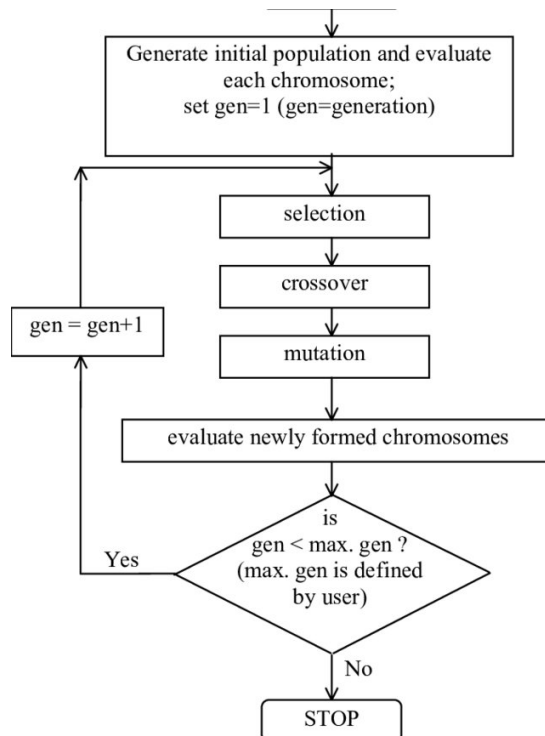 Generate initial population and evaluate
each chromosome;
set gen=1 (gen=generation)
selection
crossover
gen = gen+1
mutation
evaluate newly formed chromosomes
is
gen < max. gen ?
(max. gen is defined
by user)
Yes
No
STOP